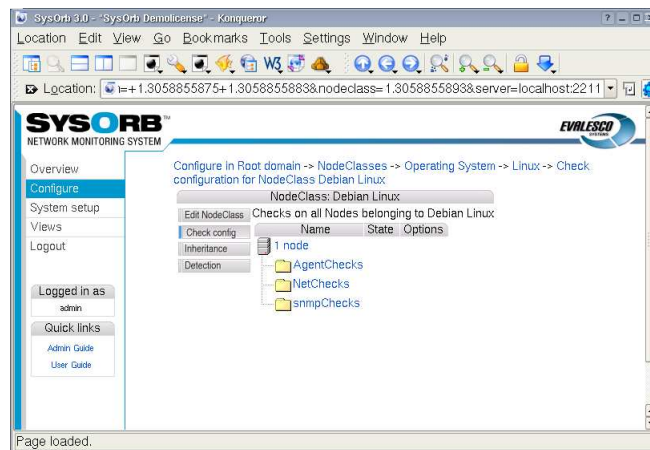 SysOrb 3.0 - "SysOrb Demolicense" - Konqueror
Location Edit View Go Bookmarks Tools Settings Window Help
Location: =+1.3058855875+1.3058855883&nodeclass=1.3058855893&server=localhost:2211
SYSORB™
NETWORK MONITORING SYSTEM
EVALESCO
SYSTEMS
Overview
Configure
System setup
Views
Logout
Logged in as
admin
Quick links
Admin Guide
User Guide
Configure in Root domain -> NodeClasses -> Operating System -> Linux -> Check
configuration for NodeClass Debian Linux
NodeClass: Debian Linux
Edit NodeClass
Check config
Inheritance
Detection
Checks on all Nodes belonging to Debian Linux
Name State Options
1 node
AgentChecks
NetChecks
snmpChecks
Page loaded.